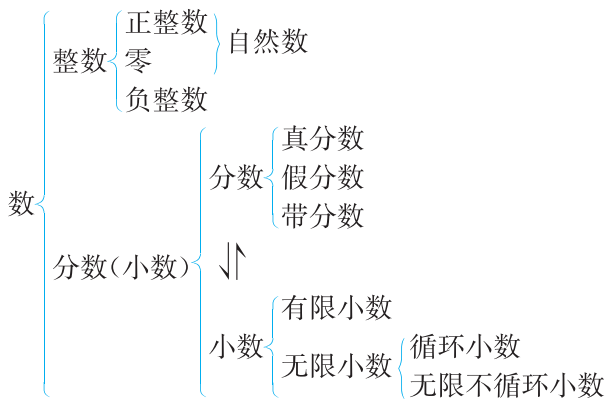 正整数
自然数
整数
零
负整数
真分数
分数
假分数
带分数
数
分数(小数)
有限小数
小数
无限小数
循环小数
无限不循环小数